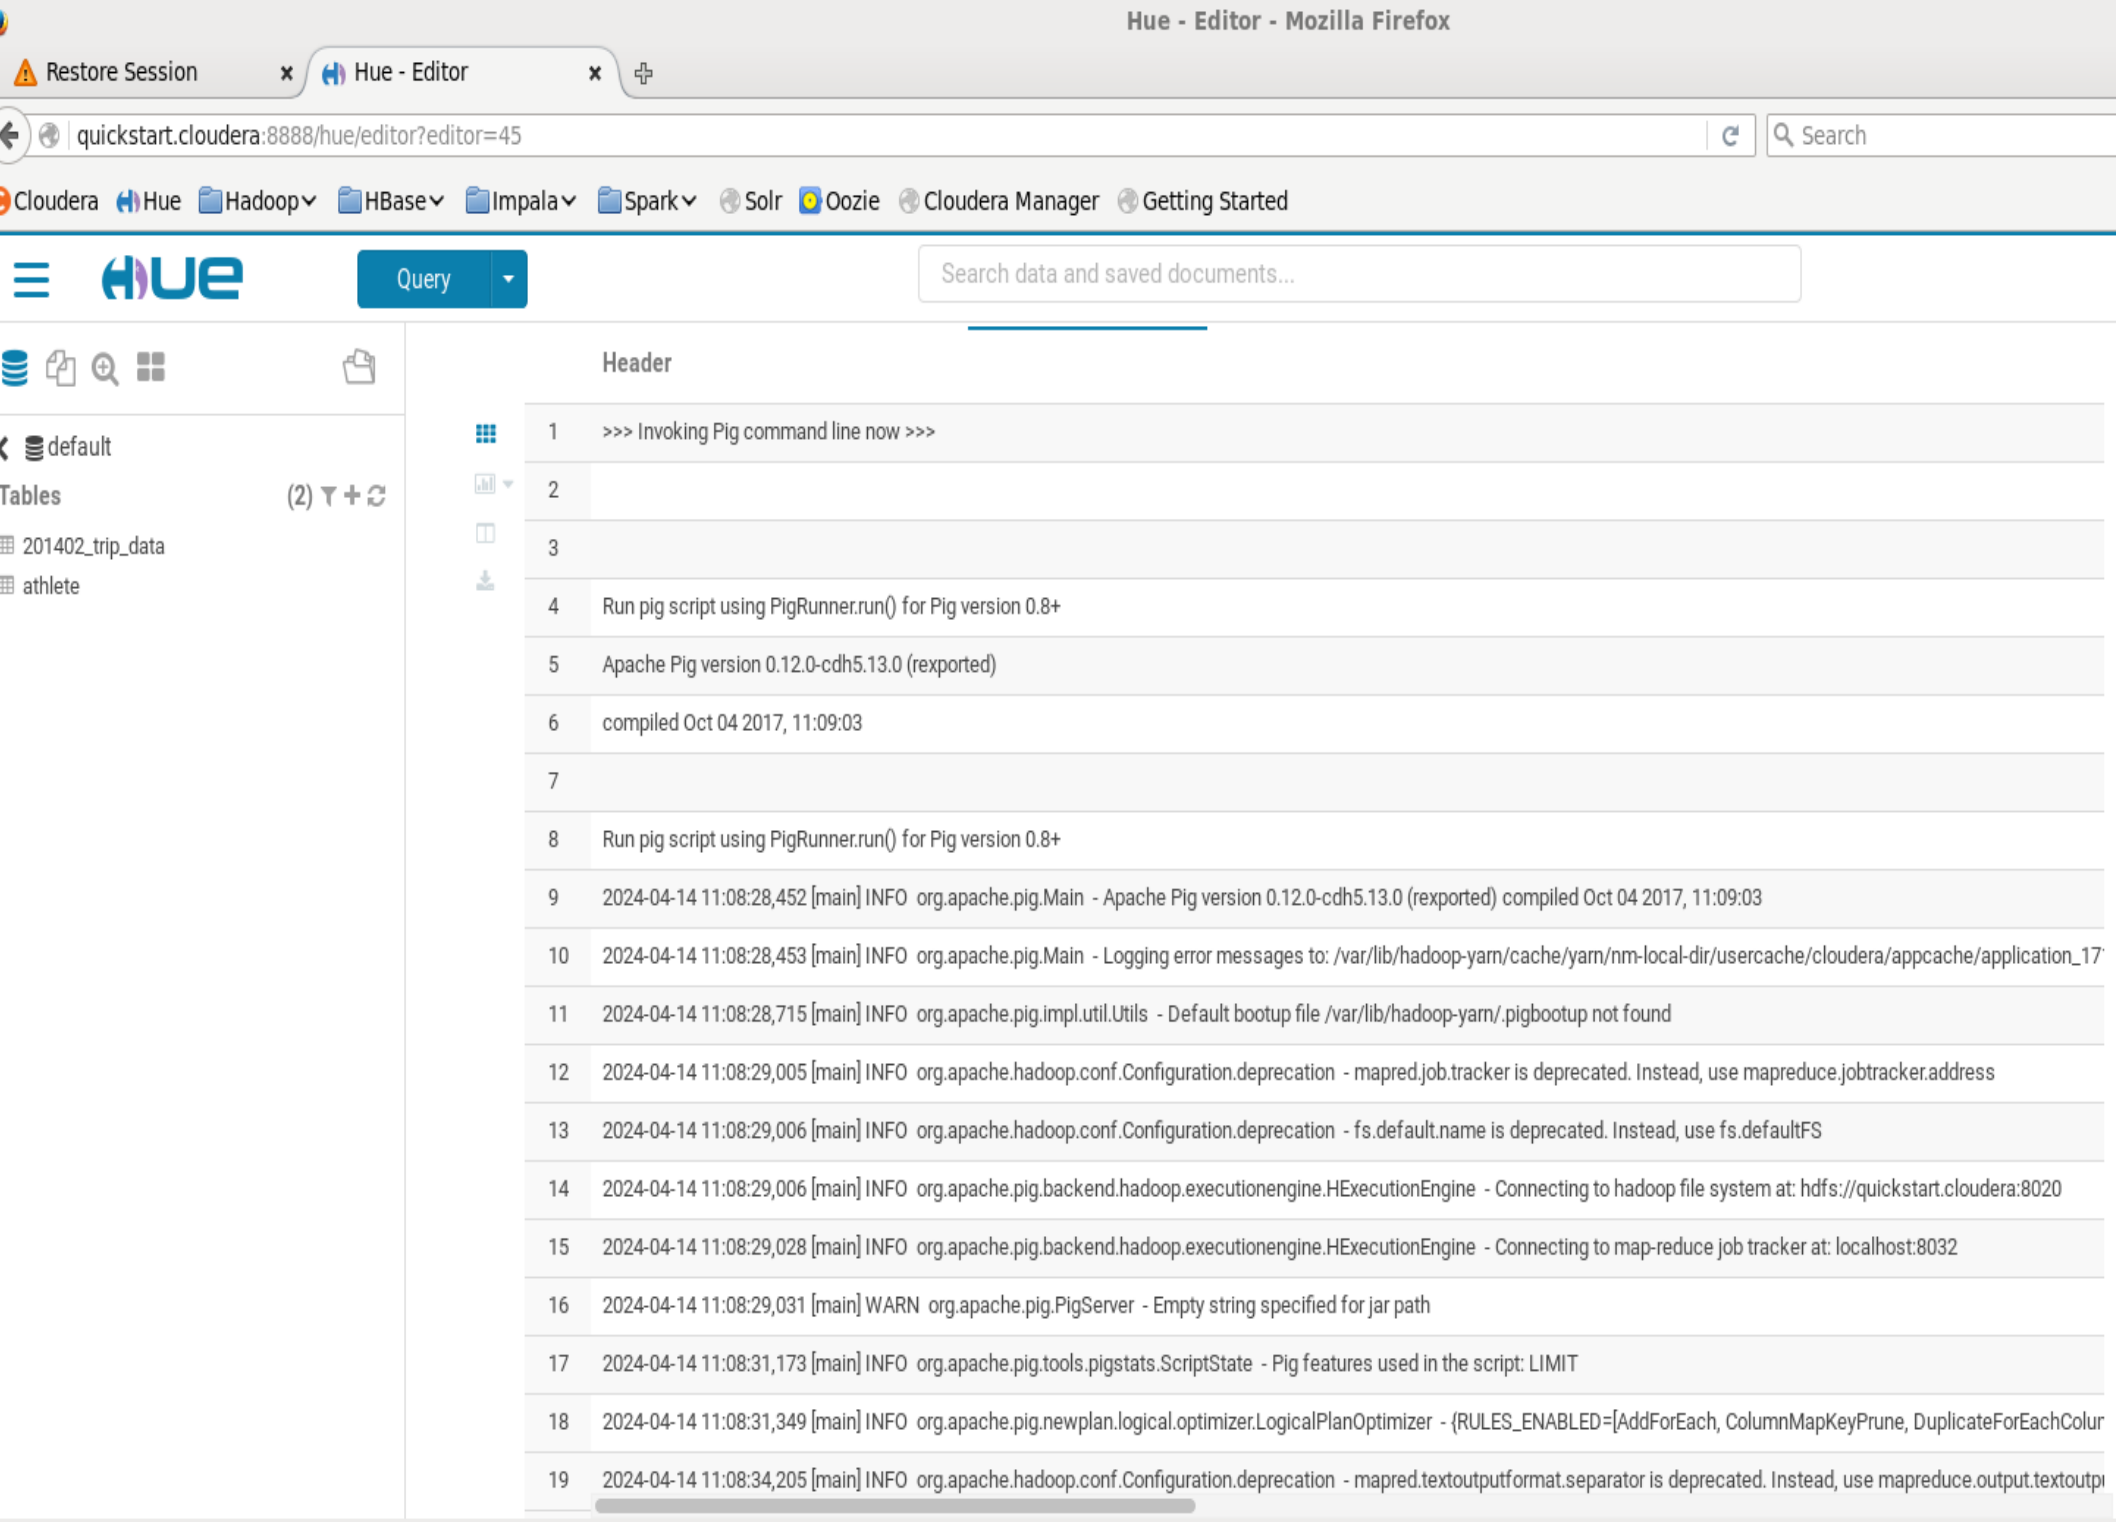 Hue - Editor - Mozilla Firefox
Restore Session
Hue - Editor
quickstart.cloudera:8888/hue/editor?editor=45
Search
Cloudera Hue Hadoop HBase Impala Spark Solr Oozie Cloudera Manager Getting Started
HUE
Query
Search data and saved documents...
default
Tables (2)
201402_trip_data
athlete
Header
1 >>> Invoking Pig command line now >>>
2
3
4 Run pig script using PigRunner.run() for Pig version 0.8+
5 Apache Pig version 0.12.0-cdh5.13.0 (rexported)
6 compiled Oct 04 2017, 11:09:03
7
8 Run pig script using PigRunner.run() for Pig version 0.8+
9 2024-04-14 11:08:28,452 [main] INFO org.apache.pig.Main - Apache Pig version 0.12.0-cdh5.13.0 (rexported) compiled Oct 04 2017, 11:09:03
10 2024-04-14 11:08:28,453 [main] INFO org.apache.pig.Main - Logging error messages to: /var/lib/hadoop-yarn/cache/yarn/nm-local-dir/usercache/cloudera/appcache/application_17
11 2024-04-14 11:08:28,715 [main] INFO org.apache.pig.impl.util.Utils - Default bootup file /var/lib/hadoop-yarn/.pigbootup not found
12 2024-04-14 11:08:29,005 [main] INFO org.apache.hadoop.conf.Configuration.deprecation - mapred.job.tracker is deprecated. Instead, use mapreduce.jobtracker.address
13 2024-04-14 11:08:29,006 [main] INFO org.apache.hadoop.conf.Configuration.deprecation - fs.default.name is deprecated. Instead, use fs.defaultFS
14 2024-04-14 11:08:29,006 [main] INFO org.apache.pig.backend.hadoop.executionengine.HExecutionEngine - Connecting to hadoop file system at: hdfs://quickstart.cloudera:8020
15 2024-04-14 11:08:29,028 [main] INFO org.apache.pig.backend.hadoop.executionengine.HExecutionEngine - Connecting to map-reduce job tracker at: localhost:8032
16 2024-04-14 11:08:29,031 [main] WARN org.apache.pig.PigServer - Empty string specified for jar path
17 2024-04-14 11:08:31,173 [main] INFO org.apache.pig.tools.pigstats.ScriptState - Pig features used in the script: LIMIT
18 2024-04-14 11:08:31,349 [main] INFO org.apache.pig.newplan.logical.optimizer.LogicalPlanOptimizer - {RULES_ENABLED=[AddForEach, ColumnMapKeyPrune, DuplicateForEachColu
19 2024-04-14 11:08:34,205 [main] INFO org.apache.hadoop.conf.Configuration.deprecation - mapred.textoutputformat.separator is deprecated. Instead, use mapreduce.output.textoutp